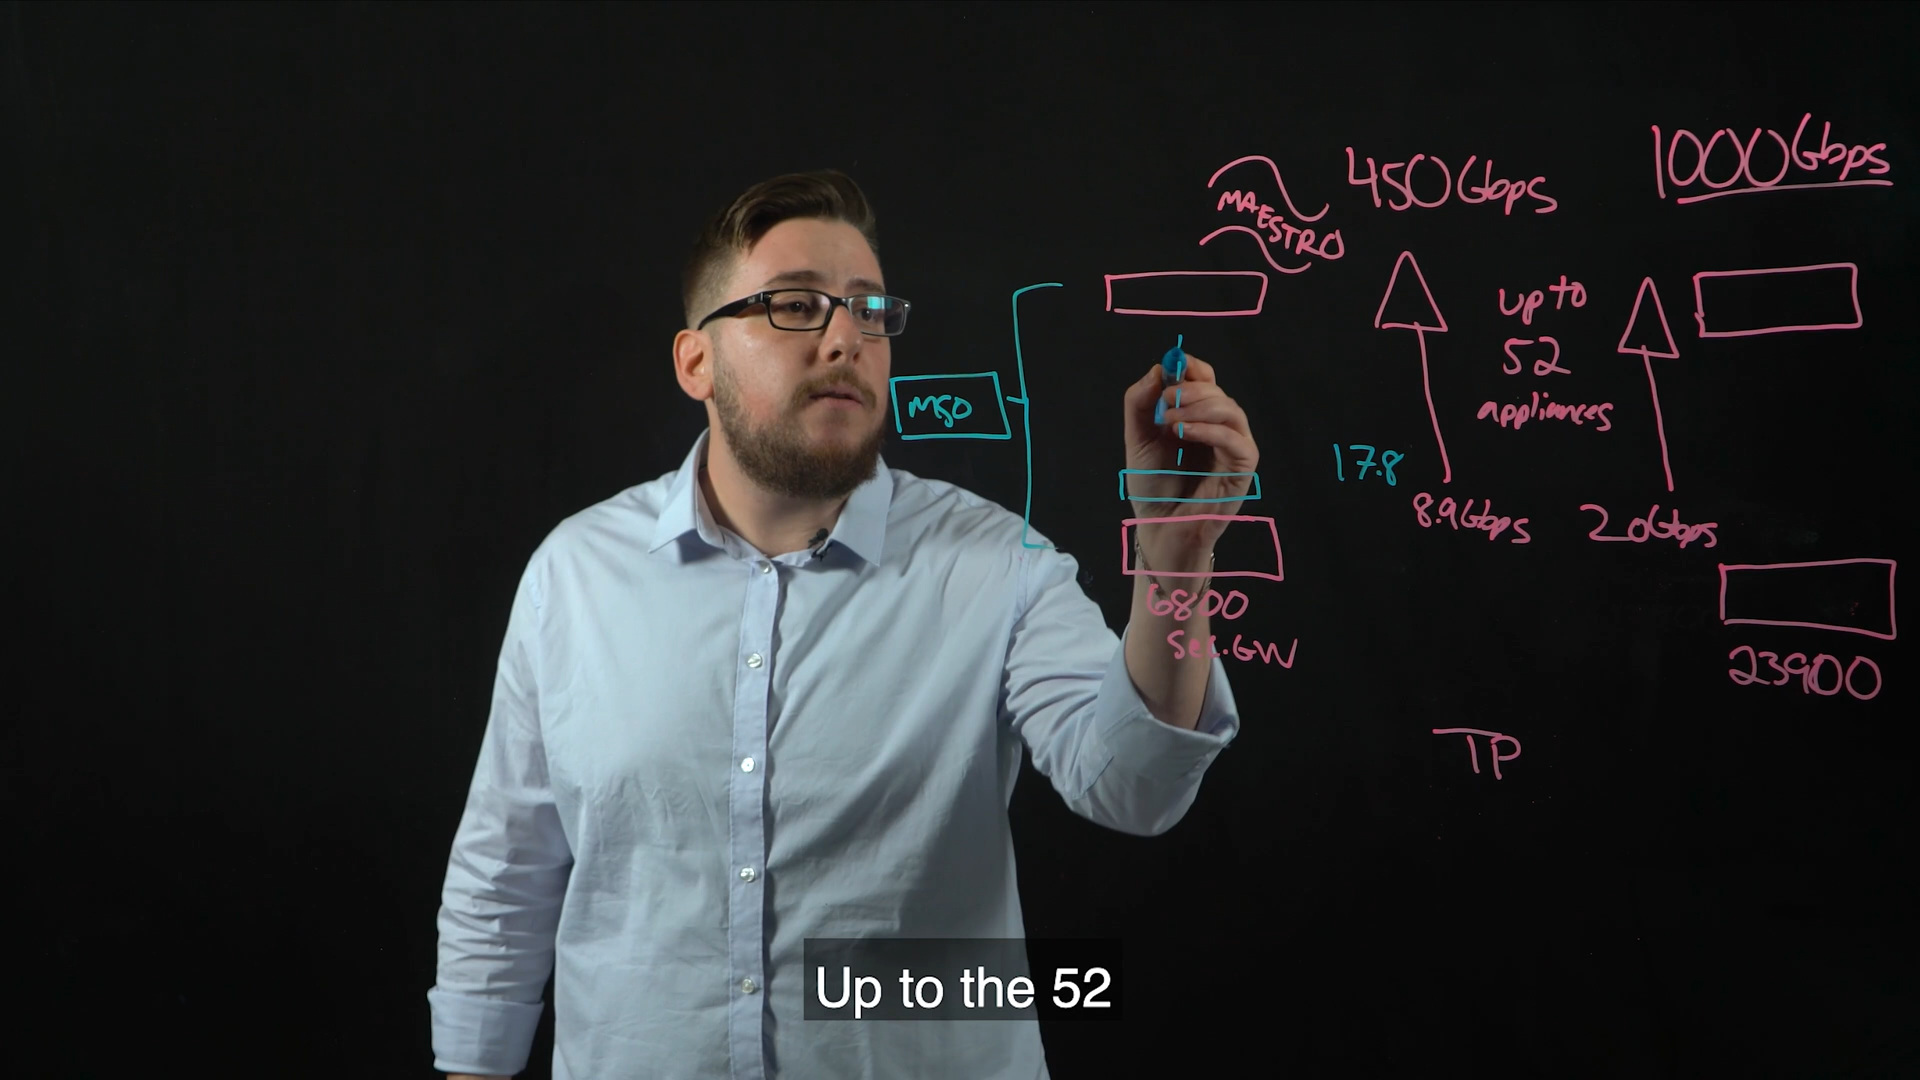 1000Gbps
450Gbps
MAESTRO
up to
52
appliances
MSO
17.8
8.9Gbps
20Gbps
6800
Sec.GW
23900
TP
Up to the 52